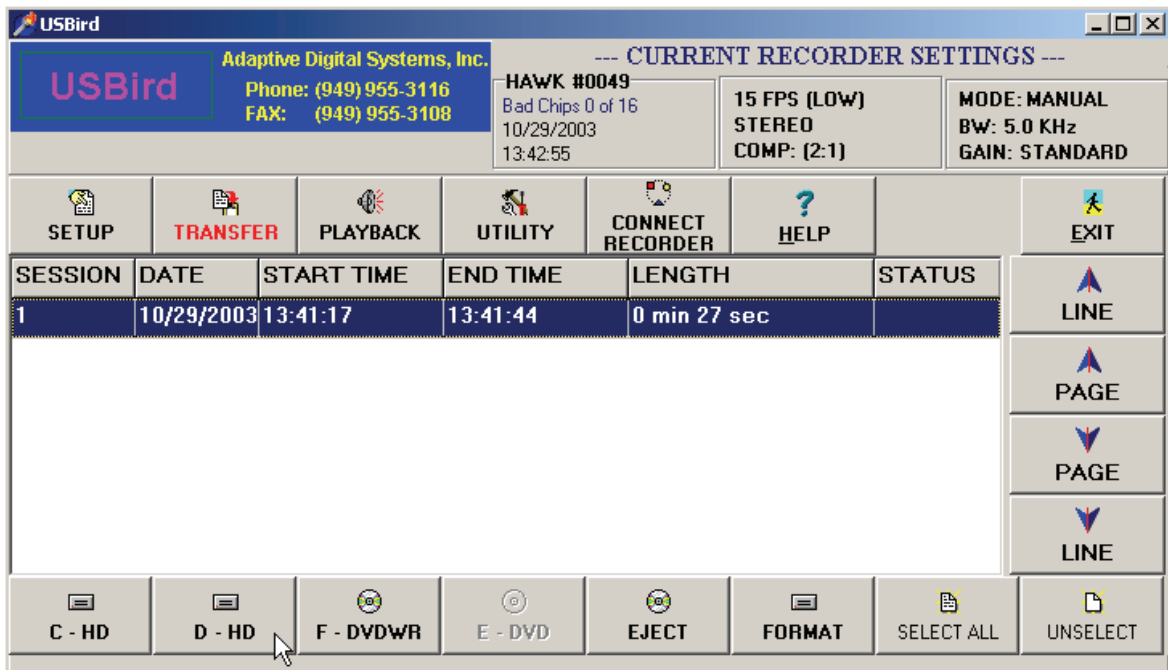 USBird
USBird
Adaptive Digital Systems, Inc.
Phone: (949) 955-3116
FAX: (949) 955-3108
--- CURRENT RECORDER SETTINGS ---
HAWK #0049
Bad Chips 0 of 16
10/29/2003
13:42:55
15 FPS (LOW)
STEREO
COMP: (2:1)
MODE: MANUAL
BW: 5.0 KHz
GAIN: STANDARD
SETUP
TRANSFER
PLAYBACK
UTILITY
CONNECT
RECORDER
HELP
EXIT
SESSION DATE START TIME END TIME LENGTH STATUS
1 10/29/2003 13:41:17 13:41:44 0 min 27 sec
LINE
PAGE
PAGE
LINE
C - HD
D - HD
F - DVDWR
E - DVD
EJECT
FORMAT
SELECT ALL
UNSELECT